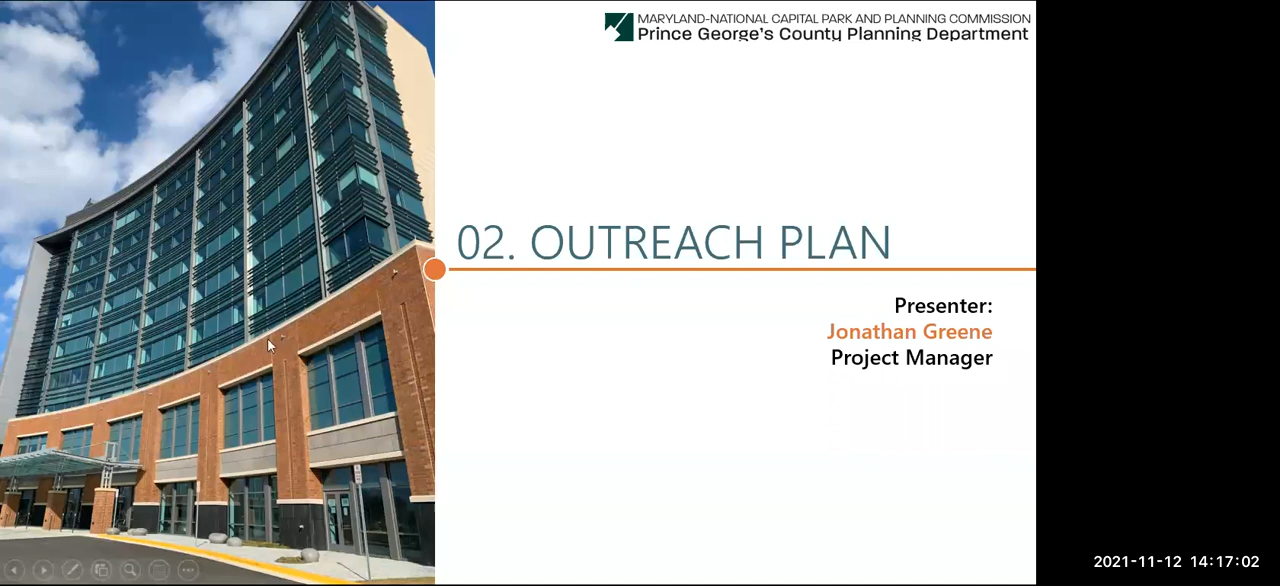 MARYLAND-NATIONAL CAPITAL PARK AND PLANNING COMMISSION
Prince George's County Planning Department
02. OUTREACH PLAN
Presenter:
Jonathan Greene
Project Manager
2021-11-12 14:17:02